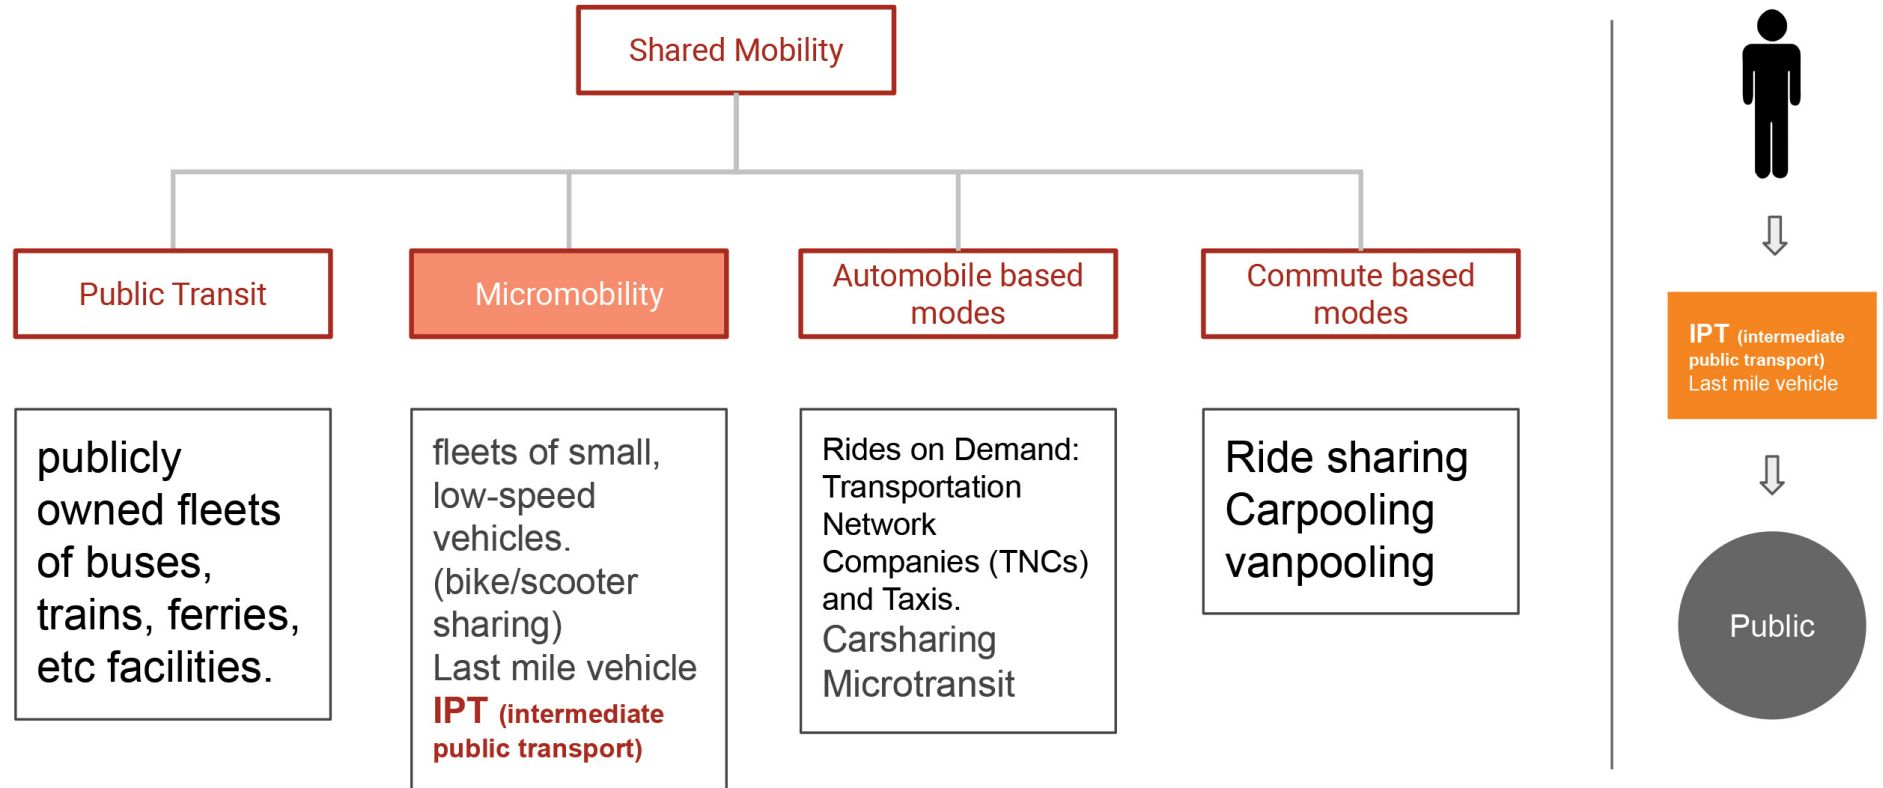 Shared Mobility
Public Transit
Micromobility
Automobile based
modes
Commute based
modes
publicly
owned fleets
of buses,
trains, ferries,
etc facilities.
fleets of small,
low-speed
vehicles.
(bike/scooter
sharing)
Last mile vehicle
IPT (intermediate
public transport)
Rides on Demand:
Transportation
Network
Companies (TNCs)
and Taxis.
Carsharing
Microtransit
Ride sharing
Carpooling
vanpooling
IPT (intermediate
public transport)
Last mile vehicle
Public